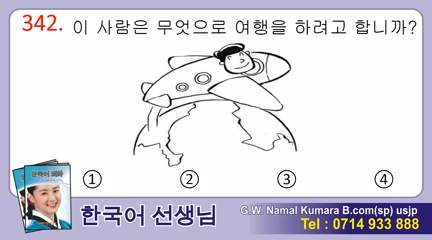 342. 이 사람은 무엇으로 여행을 하려고 합니까?
① ② ③ ④
한국어 선생님
G.W. Namal Kumara B.com(sp) usjp
Tel : 0714 933 888